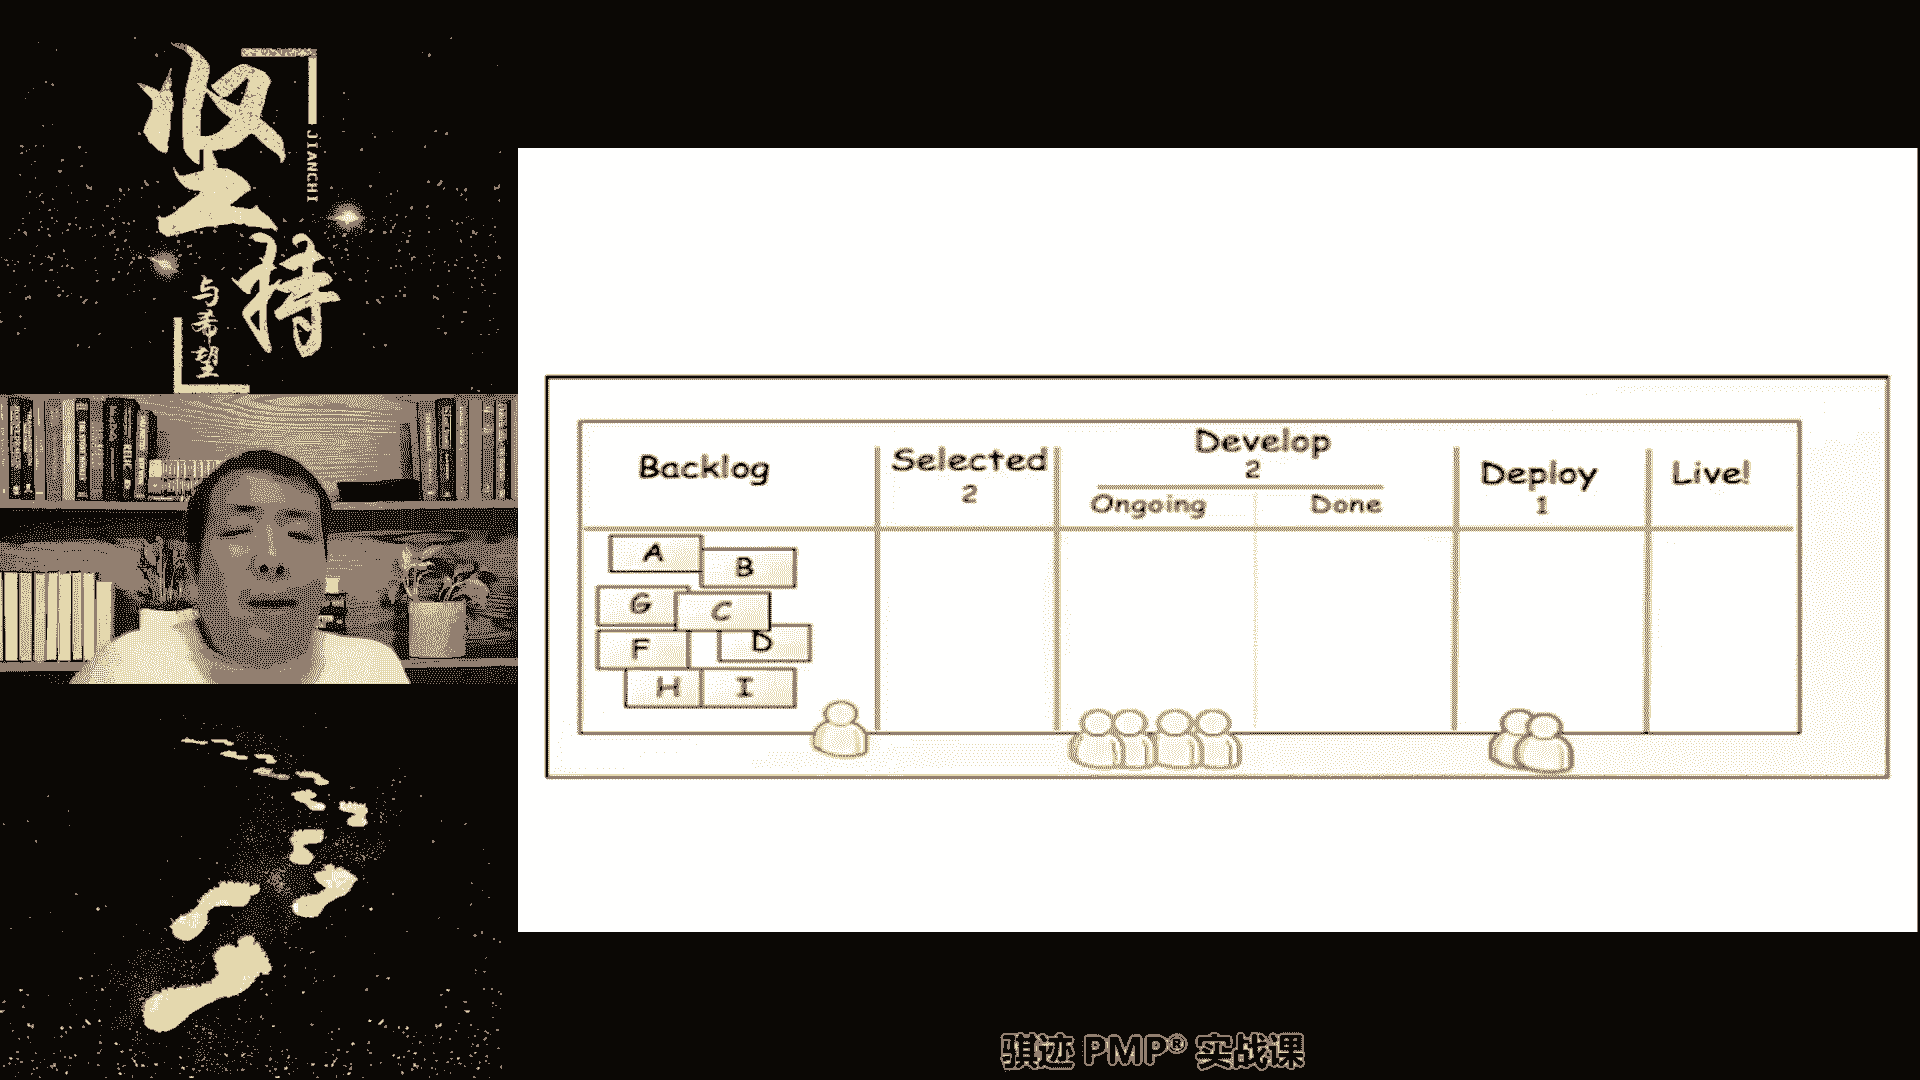 坚持
JIANCHI
与希望
Backlog
Selected
2
Develop
2
Ongoing
Done
Deploy
1
Live!
A
B
G
C
F
D
H
I
骐迹 PMP® 实战课